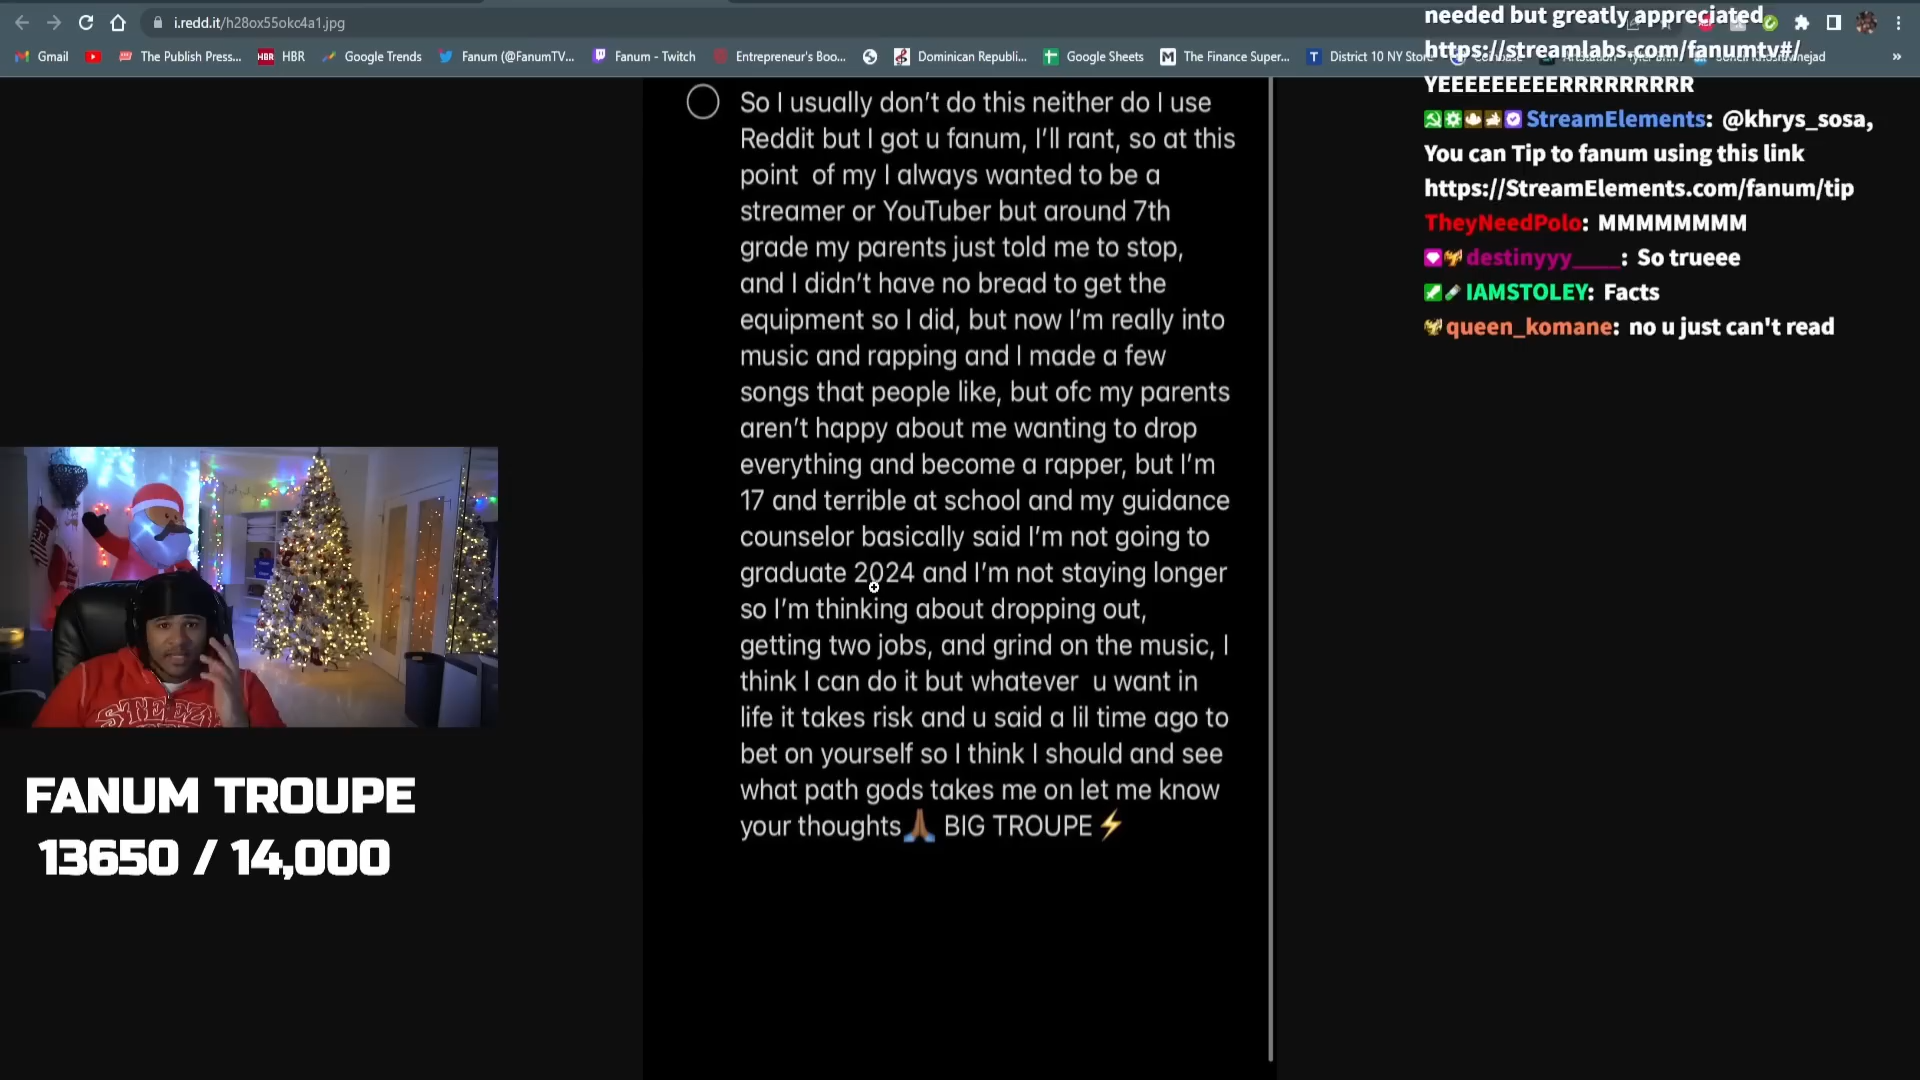 i.redd.it/h28ox55okc4a1.jpg
Gmail
The Publish Press...
HBR HBR
Google Trends
Fanum (@FanumTV...
Fanum - Twitch
Entrepreneur's Boo...
Dominican Republi...
Google Sheets
M The Finance Super...
T District 10 NY Store
»
So I usually don’t do this neither do I use
Reddit but I got u fanum, I’ll rant, so at this
point of my I always wanted to be a
streamer or YouTuber but around 7th
grade my parents just told me to stop,
and I didn’t have no bread to get the
equipment so I did, but now I’m really into
music and rapping and I made a few
songs that people like, but ofc my parents
aren’t happy about me wanting to drop
everything and become a rapper, but I’m
17 and terrible at school and my guidance
counselor basically said I’m not going to
graduate 2024 and I’m not staying longer
so I’m thinking about dropping out,
getting two jobs, and grind on the music, I
think I can do it but whatever u want in
life it takes risk and u said a lil time ago to
bet on yourself so I think I should and see
what path gods takes me on let me know
your thoughts🙏🏾 BIG TROUPE⚡
needed but greatly appreciated
https://streamlabs.com/fanumtv#/
YEEEEEEEEERRRRRRRRR
StreamElements: @khrys_sosa,
You can Tip to fanum using this link
https://StreamElements.com/fanum/tip
TheyNeedPolo: MMMMMMMM
destinyyy____: So trueee
IAMSTOLEY: Facts
queen_komane: no u just can't read
FANUM TROUPE
13650 / 14,000